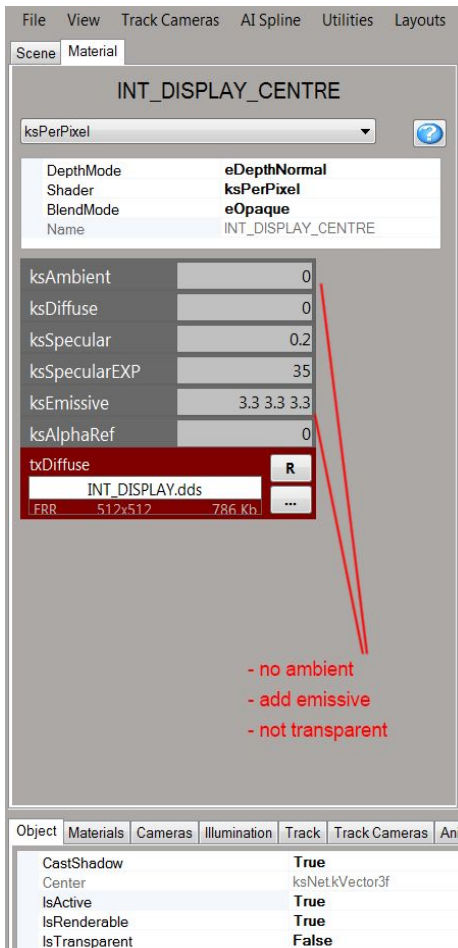 File View Track Cameras AI Spline Utilities Layouts
Scene Material
INT_DISPLAY_CENTRE
ksPerPixel
DepthMode eDepthNormal
Shader ksPerPixel
BlendMode eOpaque
Name INT_DISPLAY_CENTRE
ksAmbient 0
ksDiffuse 0
ksSpecular 0.2
ksSpecularEXP 35
ksEmissive 3.3 3.3 3.3
ksAlphaRef 0
txDiffuse R
INT_DISPLAY.dds
ERR 512x512 786 Kb ...
- no ambient
- add emissive
- not transparent
Object Materials Cameras Illumination Track Track Cameras An
CastShadow True
Center ksNet.kVector3f
IsActive True
IsRenderable True
IsTransparent False